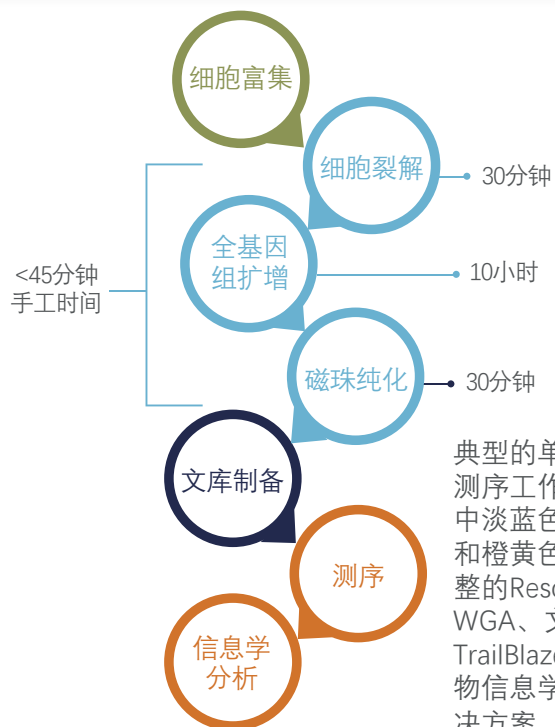 细胞富集
细胞裂解
30分钟
全基因
组扩增
10小时
<45分钟
手工时间
磁珠纯化
30分钟
文库制备
测序
信息学
分析
典型的单
测序工作
中淡蓝色
和橙黄色
整的Reso
WGA、文
TrailBlaze
物信息学
决方案